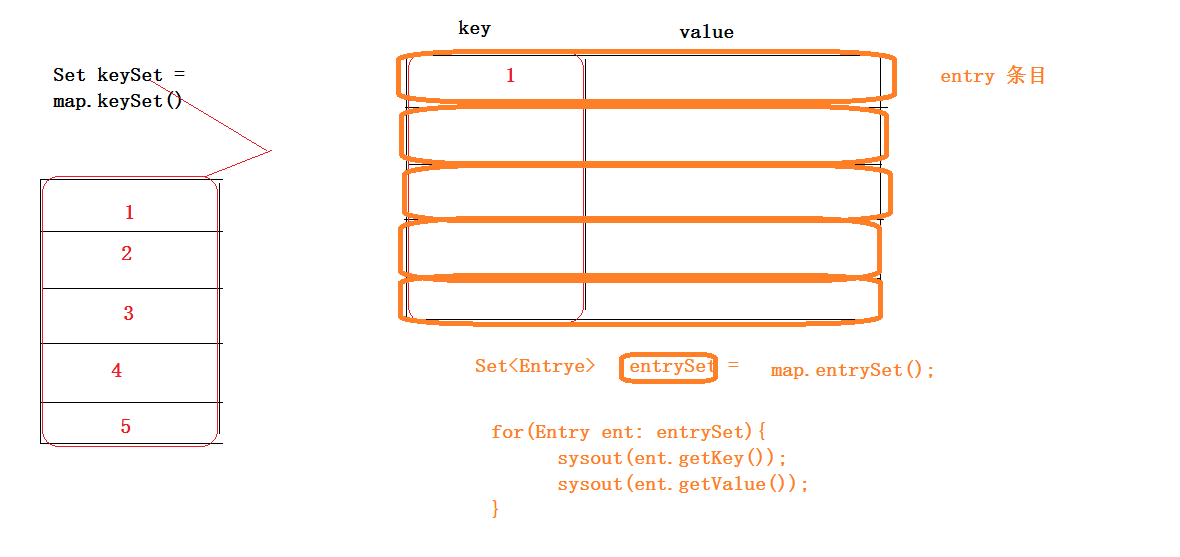 Set keySet =
map.keySet()
1
2
3
4
5
key value
1
entry 条目
Set<Entrye> entrySet = map.entrySet();
for(Entry ent: entrySet){
sysout(ent.getKey());
sysout(ent.getValue());
}